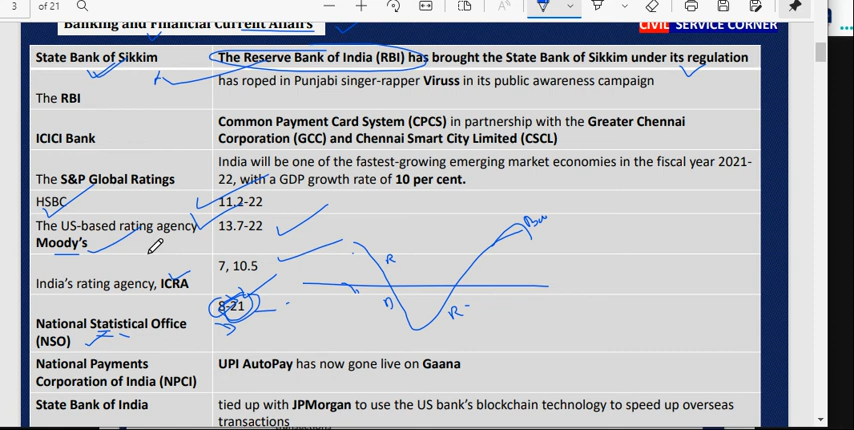 3 of 21
Banking and Financial Current Affairs
CIVIL SERVICE CORNER
State Bank of Sikkim
The Reserve Bank of India (RBI) has brought the State Bank of Sikkim under its regulation
The RBI
has roped in Punjabi singer-rapper Viruss in its public awareness campaign
ICICI Bank
Common Payment Card System (CPCS) in partnership with the Greater Chennai
Corporation (GCC) and Chennai Smart City Limited (CSCL)
The S&P Global Ratings
India will be one of the fastest-growing emerging market economies in the fiscal year 2021-
22, with a GDP growth rate of 10 per cent.
HSBC
11,2-22
The US-based rating agency
Moody's
13.7-22
India's rating agency, ICRA
7, 10.5
National Statistical Office
(NSO)
8-21
R
D
R
National Payments
Corporation of India (NPCI)
UPI AutoPay has now gone live on Gaana
State Bank of India
tied up with JPMorgan to use the US bank's blockchain technology to speed up overseas
transactions